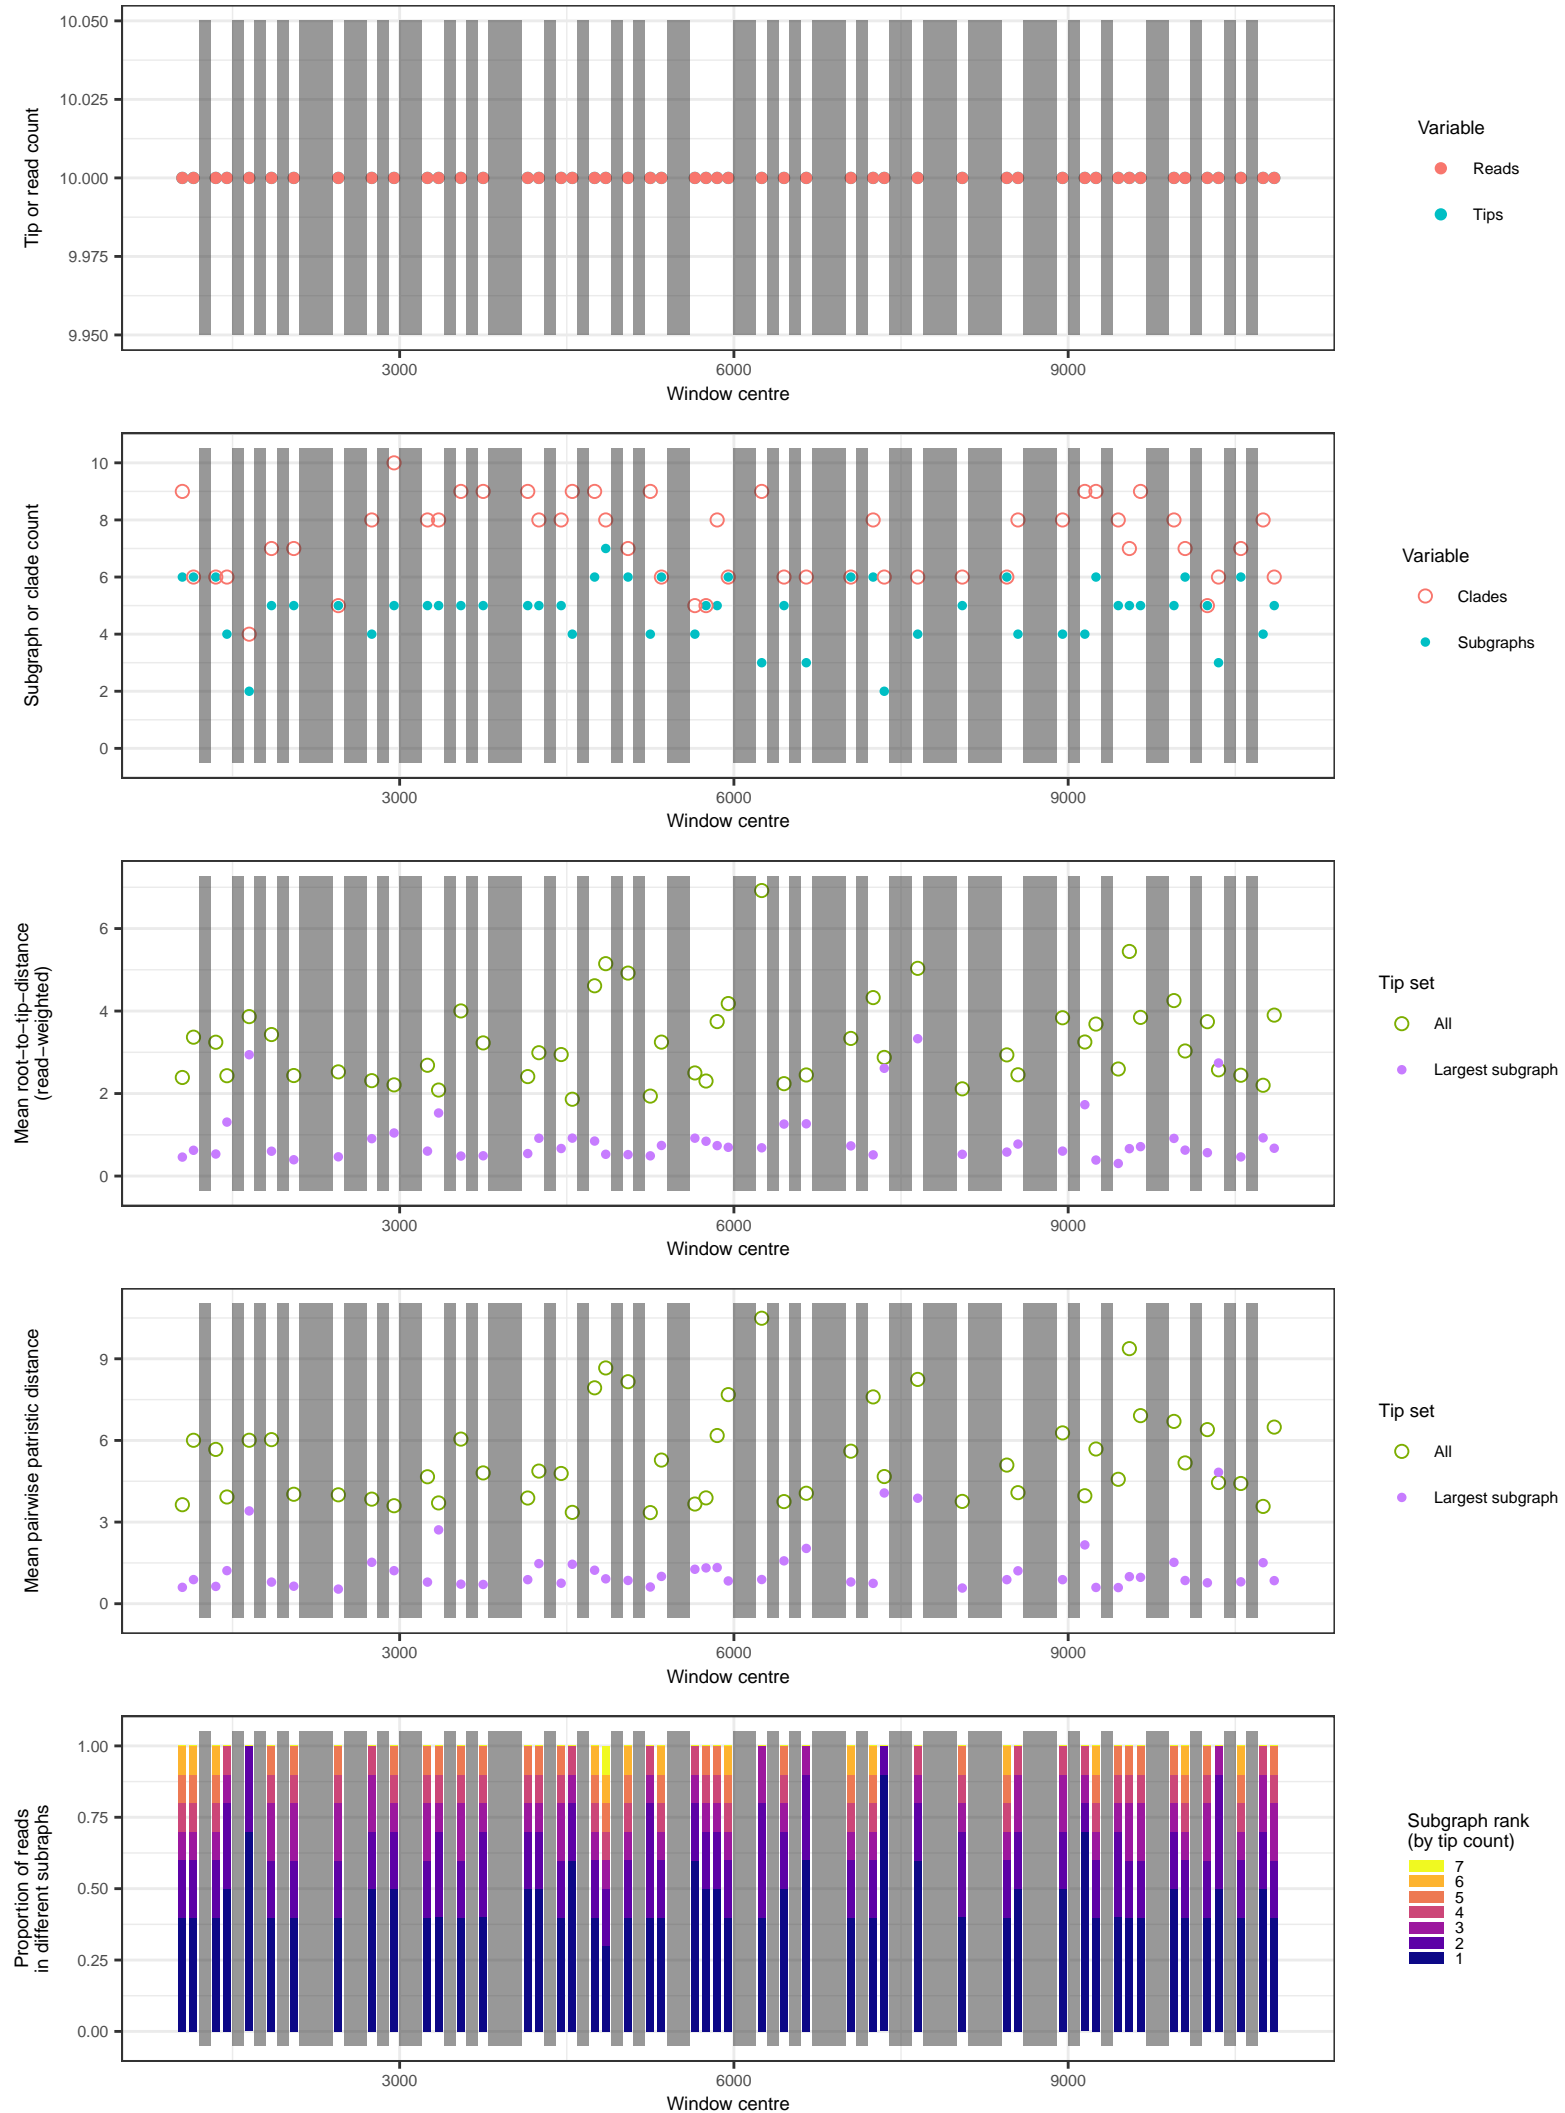 10.050
10.025
10.000
9.975
9.950
Tip or read count
3000
6000
9000
Window centre
Variable
Reads
Tips
10
8
6
4
2
0
Subgraph or clade count
3000
6000
9000
Window centre
Variable
Clades
Subgraphs
6
4
2
0
Mean root−to−tip−distance
(read−weighted)
3000
6000
9000
Window centre
Tip set
All
Largest subgraph
9
6
3
0
Mean pairwise patristic distance
3000
6000
9000
Window centre
Tip set
All
Largest subgraph
1.00
0.75
0.50
0.25
0.00
Proportion of reads
in different subraphs
3000
6000
9000
Window centre
Subgraph rank
(by tip count)
7
6
5
4
3
2
1